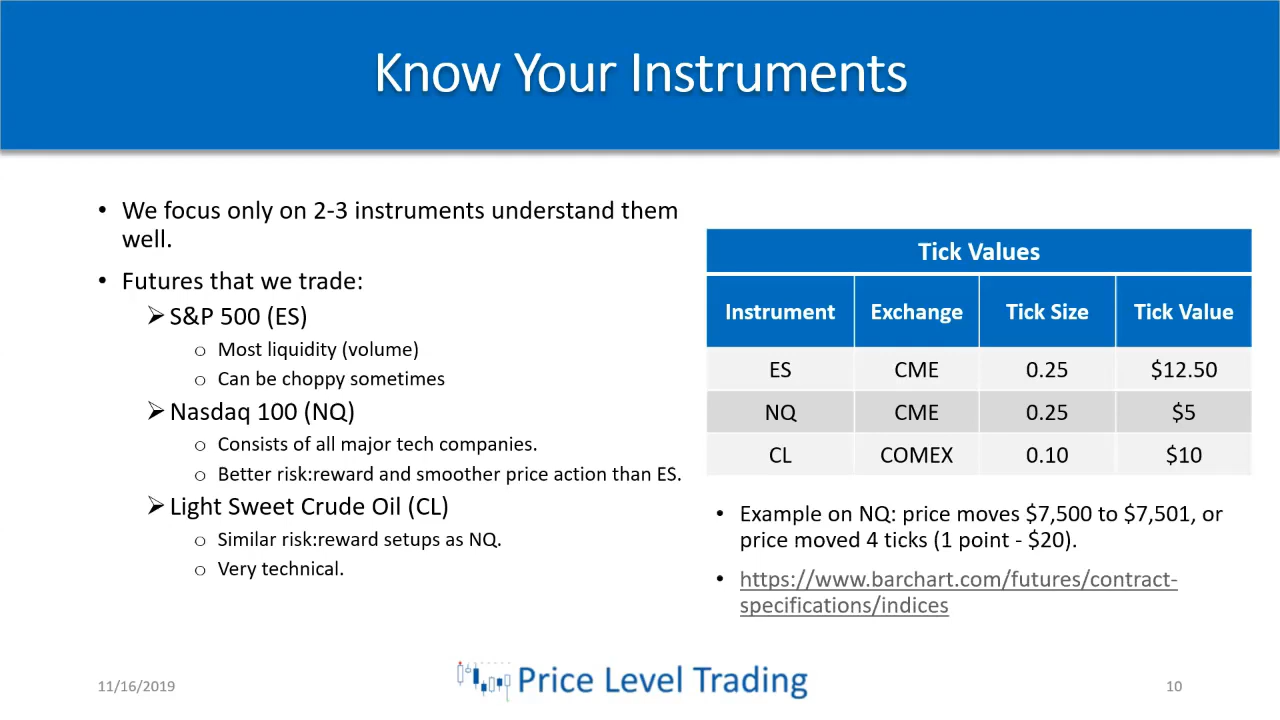 Know Your Instruments
• We focus only on 2-3 instruments understand them
well.
• Futures that we trade:
➢ S&P 500 (ES)
o Most liquidity (volume)
o Can be choppy sometimes
➢ Nasdaq 100 (NQ)
o Consists of all major tech companies.
o Better risk:reward and smoother price action than ES.
➢ Light Sweet Crude Oil (CL)
o Similar risk:reward setups as NQ.
o Very technical.
Tick Values
Instrument Exchange Tick Size Tick Value
ES CME 0.25 $12.50
NQ CME 0.25 $5
CL COMEX 0.10 $10
• Example on NQ: price moves $7,500 to $7,501, or
price moved 4 ticks (1 point - $20).
• https://www.barchart.com/futures/contract-
specifications/indices
11/16/2019
Price Level Trading
10